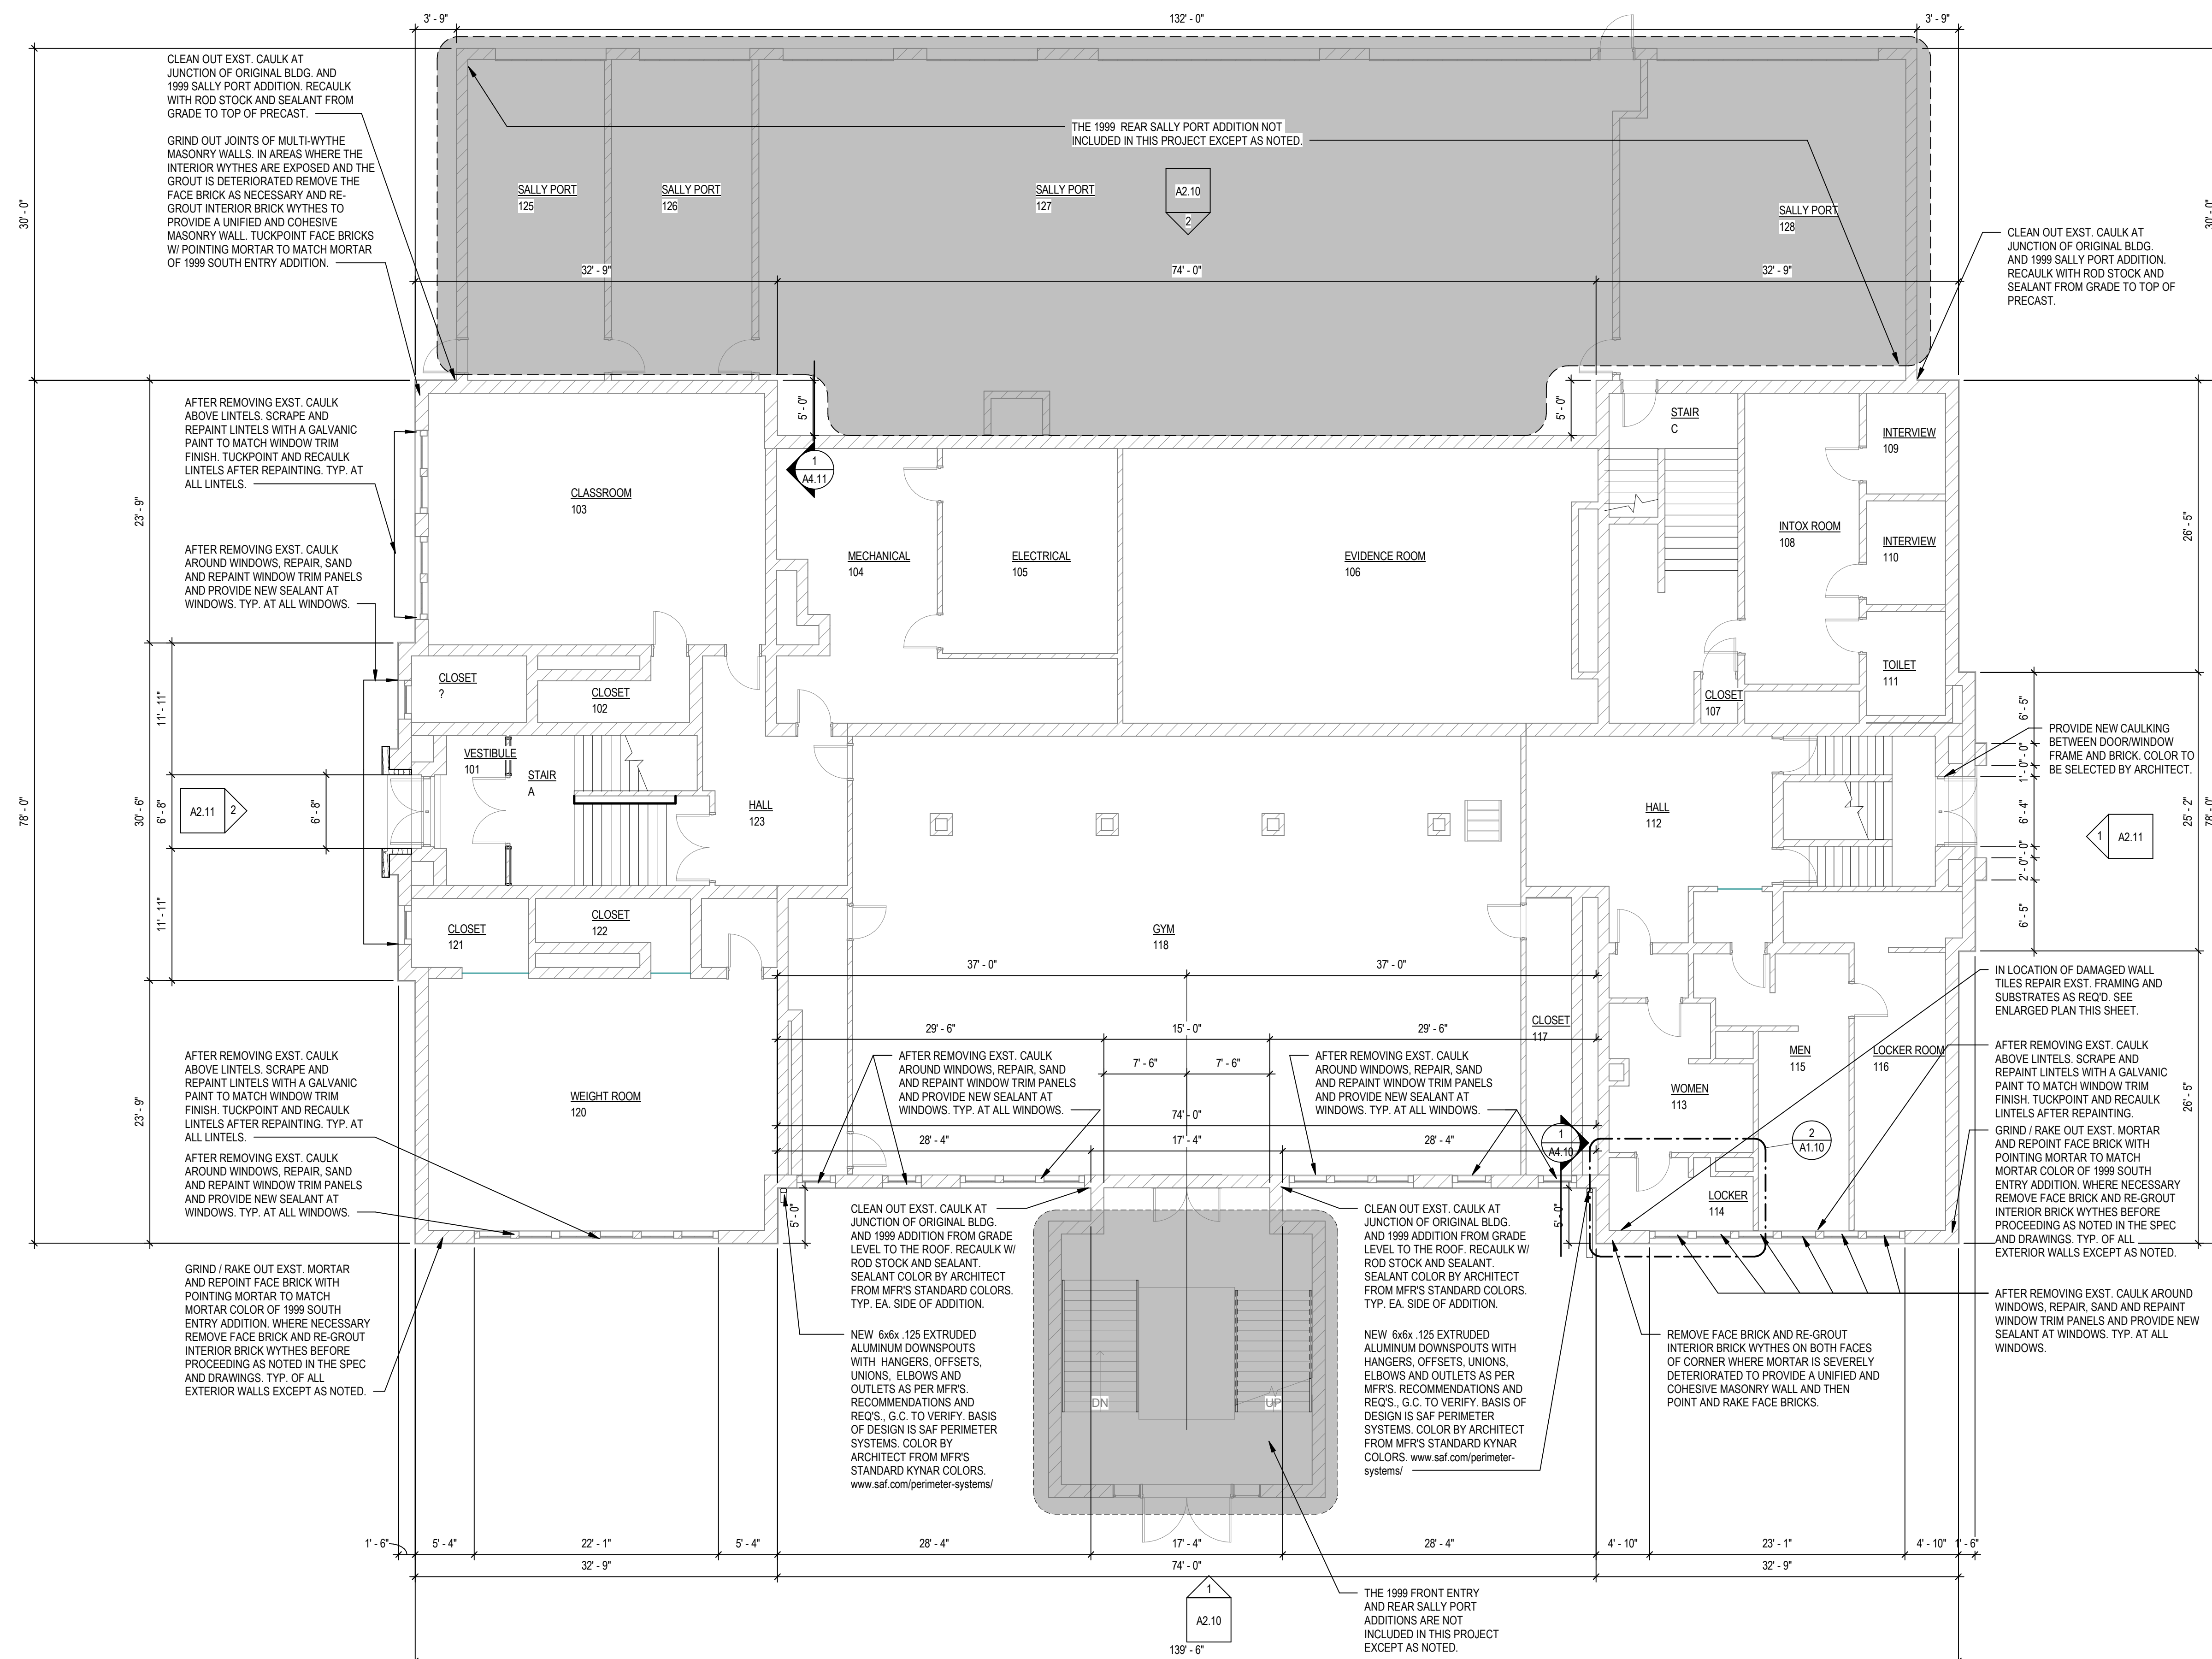 3' - 9"
132' - 0"
3' - 9"
CLEAN OUT EXST. CAULK AT
JUNCTION OF ORIGINAL BLDG. AND
1999 SALLY PORT ADDITION. RECAULK
WITH ROD STOCK AND SEALANT FROM
GRADE TO TOP OF PRECAST.
GRIND OUT JOINTS OF MULTI-WYTHE
MASONRY WALLS. IN AREAS WHERE THE
INTERIOR WYTHES ARE EXPOSED AND THE
GROUT IS DETERIORATED REMOVE THE
FACE BRICK AS NECESSARY AND RE-
GROUT INTERIOR BRICK WYTHES TO
PROVIDE A UNIFIED AND COHESIVE
MASONRY WALL. TUCKPOINT FACE BRICKS
W/ POINTING MORTAR TO MATCH MORTAR
OF 1999 SOUTH ENTRY ADDITION.
THE 1999 REAR SALLY PORT ADDITION NOT
INCLUDED IN THIS PROJECT EXCEPT AS NOTED.
30' - 0"
SALLY PORT
125
SALLY PORT
126
SALLY PORT
127
A2.10
2
SALLY PORT
128
30' - 0"
32' - 9"
74' - 0"
32' - 9"
CLEAN OUT EXST. CAULK AT
JUNCTION OF ORIGINAL BLDG.
AND 1999 SALLY PORT ADDITION.
RECAULK WITH ROD STOCK AND
SEALANT FROM GRADE TO TOP OF
PRECAST.
AFTER REMOVING EXST. CAULK
ABOVE LINTELS. SCRAPE AND
REPAINT LINTELS WITH A GALVANIC
PAINT TO MATCH WINDOW TRIM
FINISH. TUCKPOINT AND RECAULK
LINTELS AFTER REPAINTING. TYP. AT
ALL LINTELS.
5' - 0"
5' - 0"
1
A4.11
STAIR
C
INTERVIEW
109
CLASSROOM
103
23' - 9"
26' - 5"
INTOX ROOM
108
INTERVIEW
110
AFTER REMOVING EXST. CAULK
AROUND WINDOWS, REPAIR, SAND
AND REPAINT WINDOW TRIM PANELS
AND PROVIDE NEW SEALANT AT
WINDOWS. TYP. AT ALL WINDOWS.
MECHANICAL
104
ELECTRICAL
105
EVIDENCE ROOM
106
CLOSET
?
CLOSET
102
CLOSET
107
TOILET
111
11' - 11"
6' - 5"
VESTIBULE
101
STAIR
A
PROVIDE NEW CAULKING
BETWEEN DOOR/WINDOW
FRAME AND BRICK. COLOR TO
BE SELECTED BY ARCHITECT.
78' - 0"
30' - 6"
6' - 8"
A2.11
2
6' - 8"
HALL
123
HALL
112
6' - 4"
1
A2.11
25' - 2"
78' - 0"
2' - 0"
11' - 11"
6' - 5"
CLOSET
121
CLOSET
122
GYM
118
37' - 0"
37' - 0"
IN LOCATION OF DAMAGED WALL
TILES REPAIR EXST. FRAMING AND
SUBSTRATES AS REQ'D. SEE
ENLARGED PLAN THIS SHEET.
CLOSET
117
29' - 6"
15' - 0"
29' - 6"
MEN
115
LOCKER ROOM
116
AFTER REMOVING EXST. CAULK
ABOVE LINTELS. SCRAPE AND
REPAINT LINTELS WITH A GALVANIC
PAINT TO MATCH WINDOW TRIM
FINISH. TUCKPOINT AND RECAULK
LINTELS AFTER REPAINTING. TYP. AT
ALL LINTELS.
AFTER REMOVING EXST. CAULK
AROUND WINDOWS, REPAIR, SAND
AND REPAINT WINDOW TRIM PANELS
AND PROVIDE NEW SEALANT AT
WINDOWS. TYP. AT ALL WINDOWS.
7' - 6"
7' - 6"
AFTER REMOVING EXST. CAULK
AROUND WINDOWS, REPAIR, SAND
AND REPAINT WINDOW TRIM PANELS
AND PROVIDE NEW SEALANT AT
WINDOWS. TYP. AT ALL WINDOWS.
AFTER REMOVING EXST. CAULK
ABOVE LINTELS. SCRAPE AND
REPAINT LINTELS WITH A GALVANIC
PAINT TO MATCH WINDOW TRIM
FINISH. TUCKPOINT AND RECAULK
LINTELS AFTER REPAINTING.
23' - 9"
WEIGHT ROOM
120
WOMEN
113
26' - 5"
74' - 0"
28' - 4"
17' - 4"
28' - 4"
1
A4.10
2
A1.10
GRIND / RAKE OUT EXST. MORTAR
AND REPOINT FACE BRICK WITH
POINTING MORTAR TO MATCH
MORTAR COLOR OF 1999 SOUTH
ENTRY ADDITION. WHERE NECESSARY
REMOVE FACE BRICK AND RE-GROUT
INTERIOR BRICK WYTHES BEFORE
PROCEEDING AS NOTED IN THE SPEC
AND DRAWINGS. TYP. OF ALL
EXTERIOR WALLS EXCEPT AS NOTED.
AFTER REMOVING EXST. CAULK
AROUND WINDOWS, REPAIR, SAND
AND REPAINT WINDOW TRIM PANELS
AND PROVIDE NEW SEALANT AT
WINDOWS. TYP. AT ALL WINDOWS.
LOCKER
114
5' - 0"
5' - 0"
CLEAN OUT EXST. CAULK AT
JUNCTION OF ORIGINAL BLDG.
AND 1999 ADDITION FROM GRADE
LEVEL TO THE ROOF. RECAULK W/
ROD STOCK AND SEALANT.
SEALANT COLOR BY ARCHITECT
FROM MFR'S STANDARD COLORS.
TYP. EA. SIDE OF ADDITION.
CLEAN OUT EXST. CAULK AT
JUNCTION OF ORIGINAL BLDG.
AND 1999 ADDITION FROM GRADE
LEVEL TO THE ROOF. RECAULK W/
ROD STOCK AND SEALANT.
SEALANT COLOR BY ARCHITECT
FROM MFR'S STANDARD COLORS.
TYP. EA. SIDE OF ADDITION.
GRIND / RAKE OUT EXST. MORTAR
AND REPOINT FACE BRICK WITH
POINTING MORTAR TO MATCH
MORTAR COLOR OF 1999 SOUTH
ENTRY ADDITION. WHERE NECESSARY
REMOVE FACE BRICK AND RE-GROUT
INTERIOR BRICK WYTHES BEFORE
PROCEEDING AS NOTED IN THE SPEC
AND DRAWINGS. TYP. OF ALL
EXTERIOR WALLS EXCEPT AS NOTED.
AFTER REMOVING EXST. CAULK AROUND
WINDOWS, REPAIR, SAND AND REPAINT
WINDOW TRIM PANELS AND PROVIDE NEW
SEALANT AT WINDOWS. TYP. AT ALL
WINDOWS.
NEW 6x6x .125 EXTRUDED
ALUMINUM DOWNSPOUTS
WITH HANGERS, OFFSETS,
UNIONS, ELBOWS AND
OUTLETS AS PER MFR'S.
RECOMMENDATIONS AND
REQ'S., G.C. TO VERIFY. BASIS
OF DESIGN IS SAF PERIMETER
SYSTEMS. COLOR BY
ARCHITECT FROM MFR'S
STANDARD KYNAR COLORS.
www.saf.com/perimeter-systems/
DN
UP
NEW 6x6x .125 EXTRUDED
ALUMINUM DOWNSPOUTS WITH
HANGERS, OFFSETS, UNIONS,
ELBOWS AND OUTLETS AS PER
MFR'S. RECOMMENDATIONS AND
REQ'S., G.C. TO VERIFY. BASIS OF
DESIGN IS SAF PERIMETER
SYSTEMS. COLOR BY ARCHITECT
FROM MFR'S STANDARD KYNAR
COLORS. www.saf.com/perimeter-
systems/
REMOVE FACE BRICK AND RE-GROUT
INTERIOR BRICK WYTHES ON BOTH FACES
OF CORNER WHERE MORTAR IS SEVERELY
DETERIORATED TO PROVIDE A UNIFIED AND
COHESIVE MASONRY WALL AND THEN
POINT AND RAKE FACE BRICKS.
1' - 6"
5' - 4"
22' - 1"
5' - 4"
28' - 4"
17' - 4"
28' - 4"
4' - 10"
23' - 1"
4' - 10"
1' - 6"
32' - 9"
74' - 0"
32' - 9"
1
A2.10
THE 1999 FRONT ENTRY
AND REAR SALLY PORT
ADDITIONS ARE NOT
INCLUDED IN THIS PROJECT
EXCEPT AS NOTED.
139' - 6"